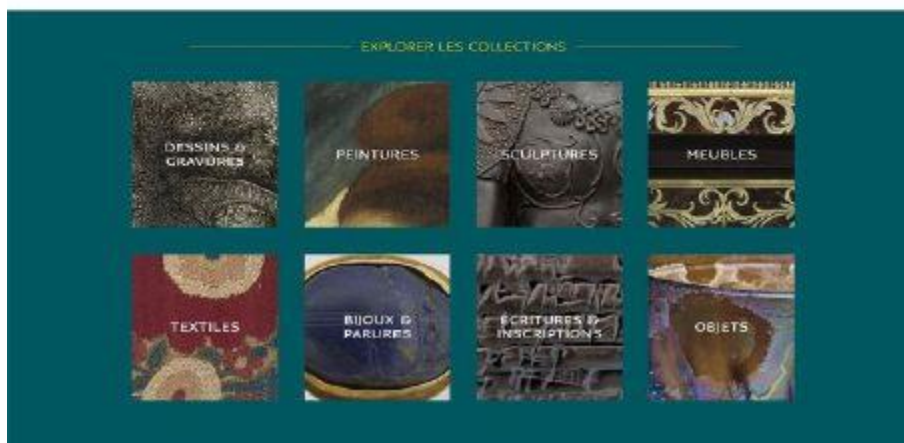 EXPLORER LES COLLECTIONS
DESSINS &
GRAVURES
PEINTURES
SCULPTURES
MEUBLES
TEXTILES
BIJOUX &
PARURES
ÉCRITURES &
INSCRIPTIONS
OBJETS